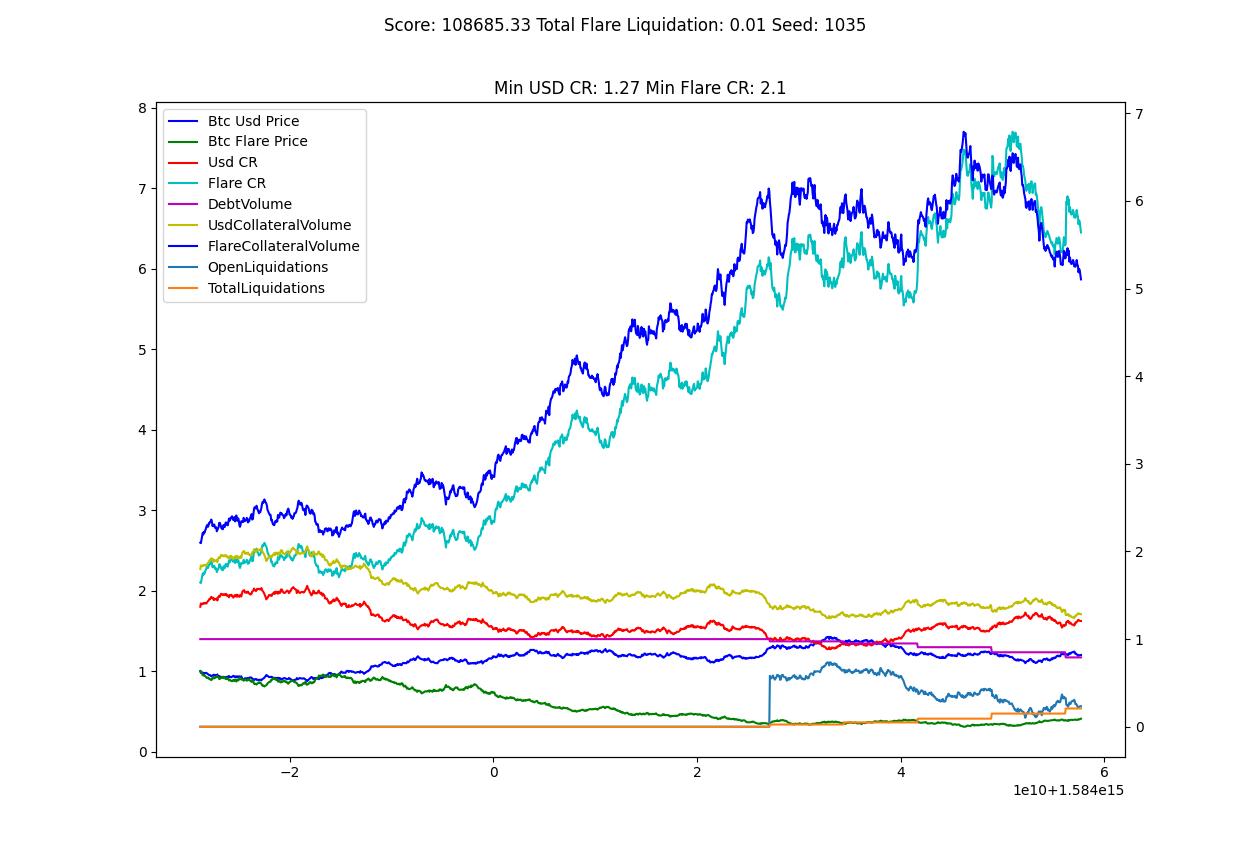 Score: 108685.33 Total Flare Liquidation: 0.01 Seed: 1035
Min USD CR: 1.27 Min Flare CR: 2.1
Btc Usd Price
Btc Flare Price
Usd CR
Flare CR
DebtVolume
UsdCollateralVolume
FlareCollateralVolume
OpenLiquidations
TotalLiquidations
8
7
6
5
4
3
2
1
0
7
6
5
4
3
2
1
0
−2
0
2
4
6
1e10+1.584e15